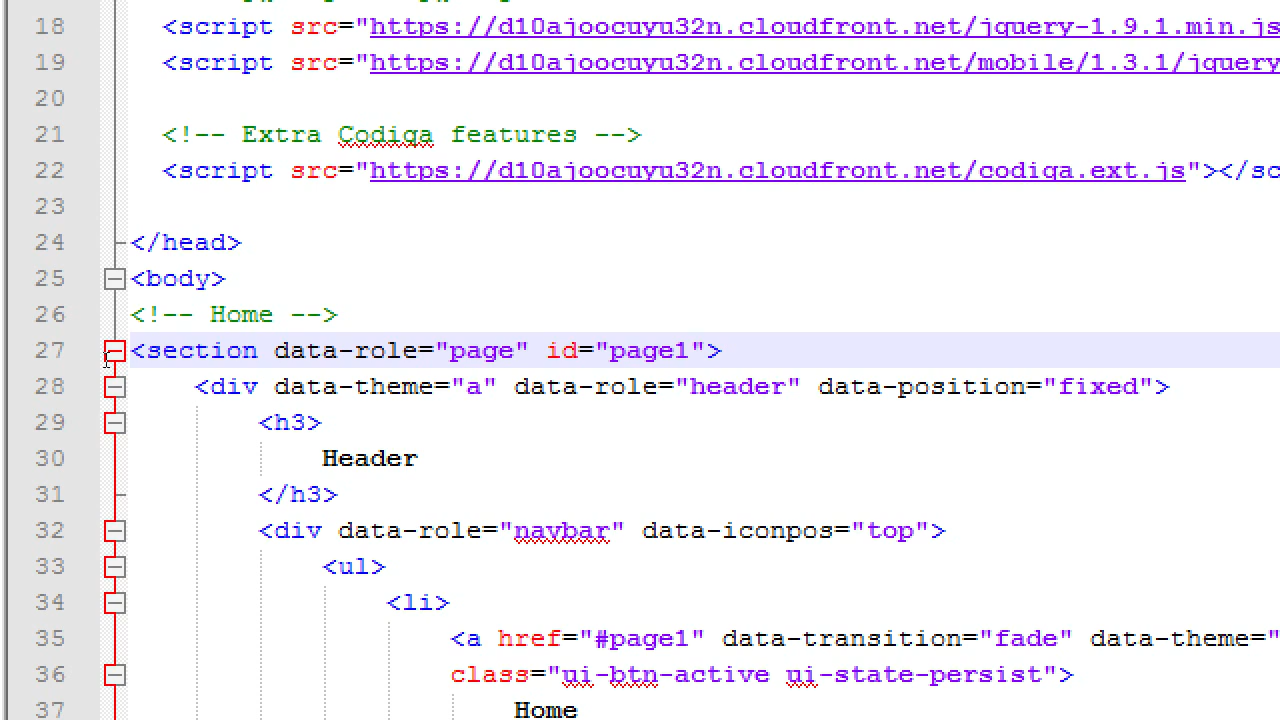 18 <script src="https://d10ajoocuyu32n.cloudfront.net/jquery-1.9.1.min.js
19 <script src="https://d10ajoocuyu32n.cloudfront.net/mobile/1.3.1/jquery
20
21 <!-- Extra Codiqa features -->
22 <script src="https://d10ajoocuyu32n.cloudfront.net/codiqa.ext.js"></sc
23
24 </head>
25 <body>
26 <!-- Home -->
27 <section data-role="page" id="page1">
28 <div data-theme="a" data-role="header" data-position="fixed">
29 <h3>
30 Header
31 </h3>
32 <div data-role="navbar" data-iconpos="top">
33 <ul>
34 <li>
35 <a href="#page1" data-transition="fade" data-theme="
36 class="ui-btn-active ui-state-persist">
37 Home